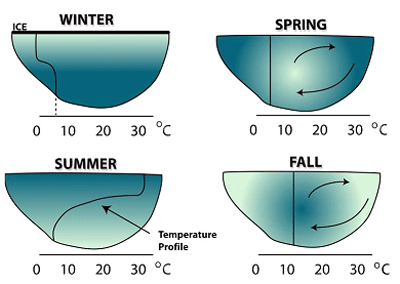 WINTER
ICE
0 10 20 30 °C
SPRING
0 10 20 30 °C
SUMMER
Temperature
Profile
0 10 20 30 °C
FALL
0 10 20 30 °C